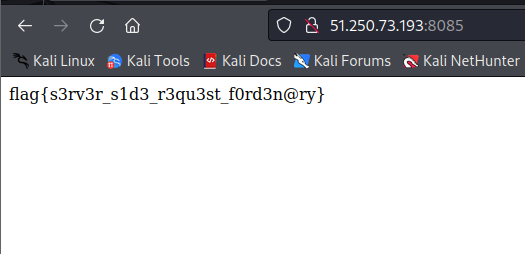 51.250.73.193:8085
Kali Linux Kali Tools Kali Docs Kali Forums Kali NetHunter
flag{s3rv3r_s1d3_r3qu3st_f0rd3n@ry}